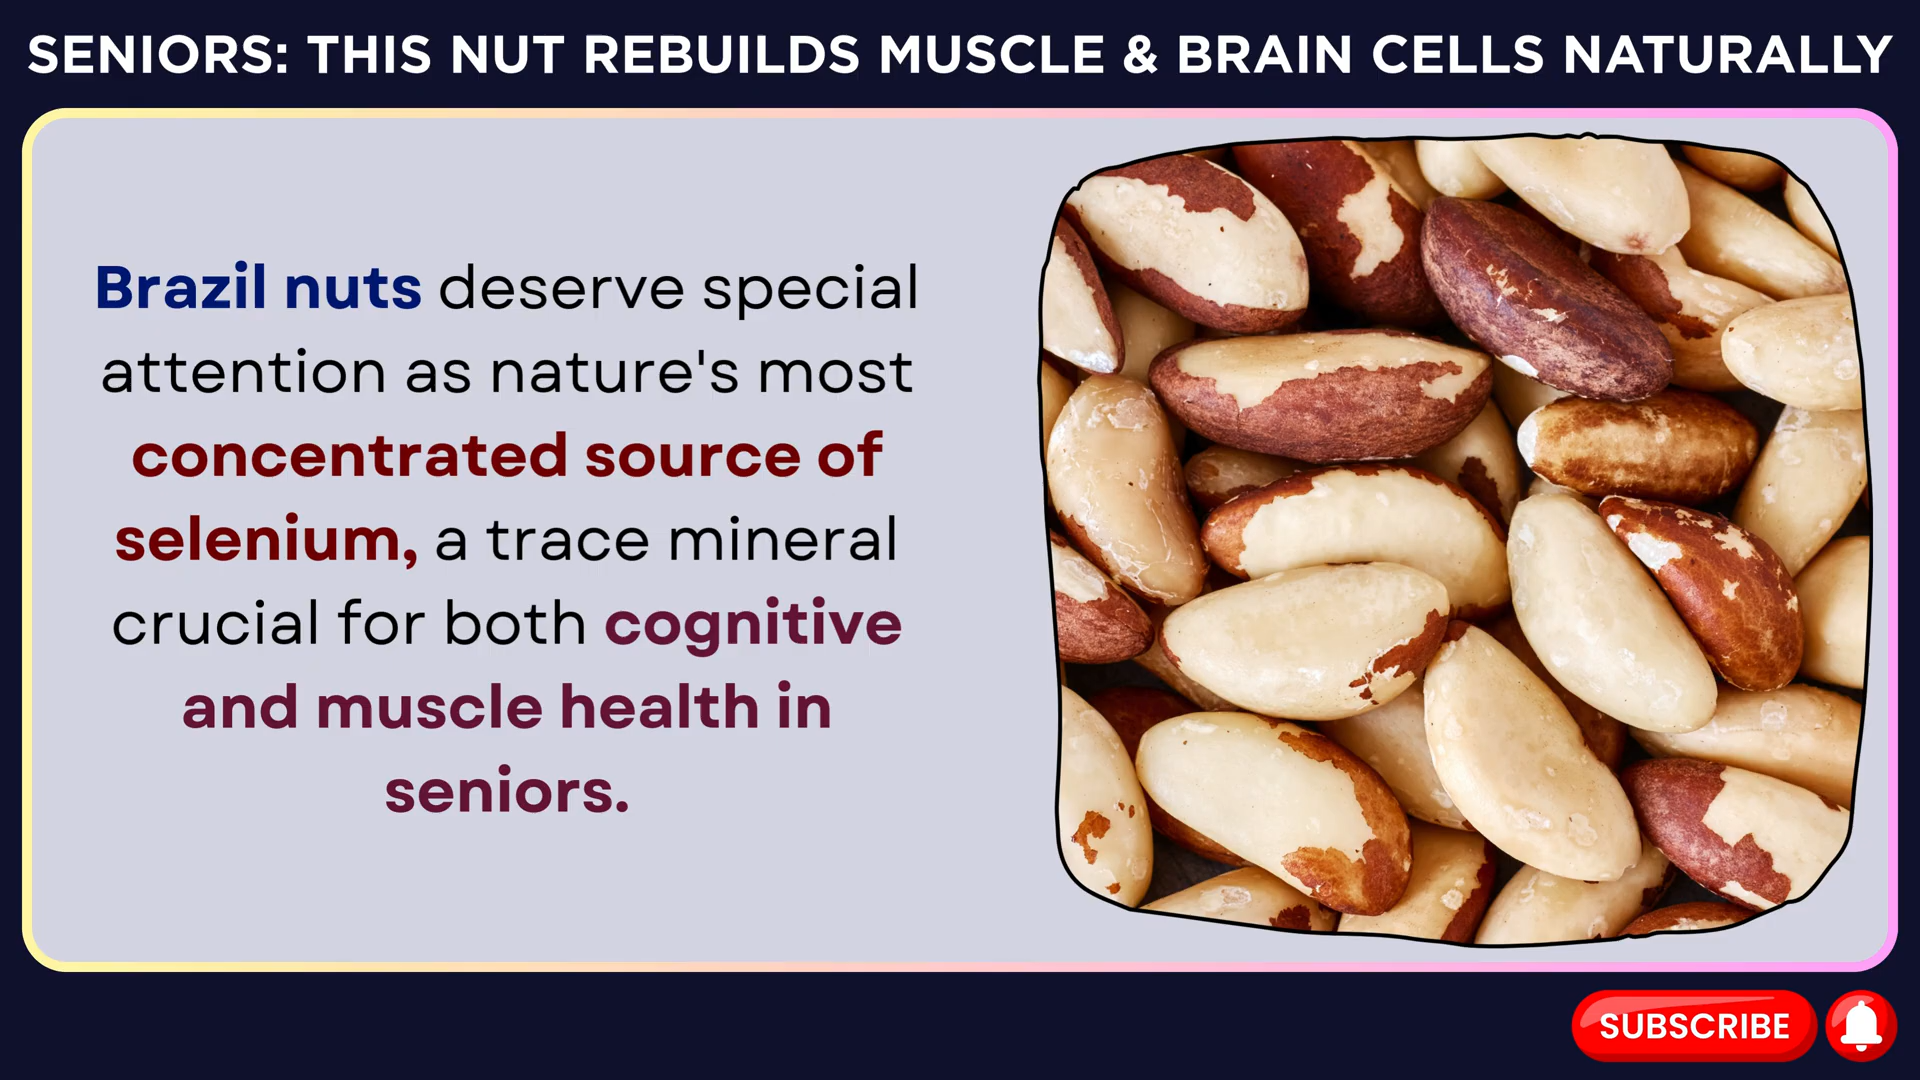 SENIORS: THIS NUT REBUILDS MUSCLE & BRAIN CELLS NATURALLY
Brazil nuts deserve special
attention as nature's most
concentrated source of
selenium, a trace mineral
crucial for both cognitive
and muscle health in
seniors.
SUBSCRIBE